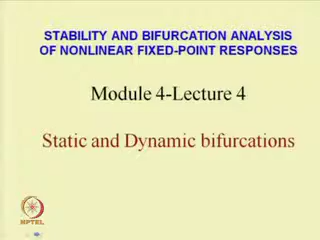 STABILITY AND BIFURCATION ANALYSIS
OF NONLINEAR FIXED-POINT RESPONSES
Module 4-Lecture 4
Static and Dynamic bifurcations
NPTEL